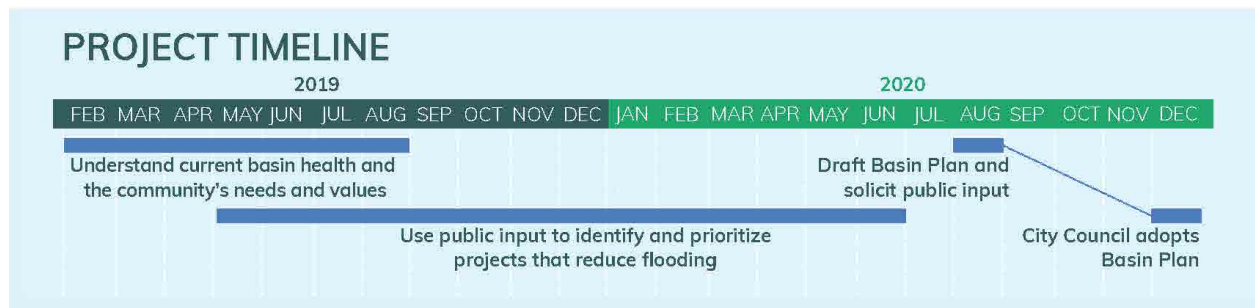 PROJECT TIMELINE
2019 2020
FEB MAR APR MAY JUN JUL AUG SEP OCT NOV DEC JAN FEB MAR APR MAY JUN JUL AUG SEP OCT NOV DEC
Understand current basin health and
the community's needs and values
Draft Basin Plan and
solicit public input
Use public input to identify and prioritize
projects that reduce flooding
City Council adopts
Basin Plan